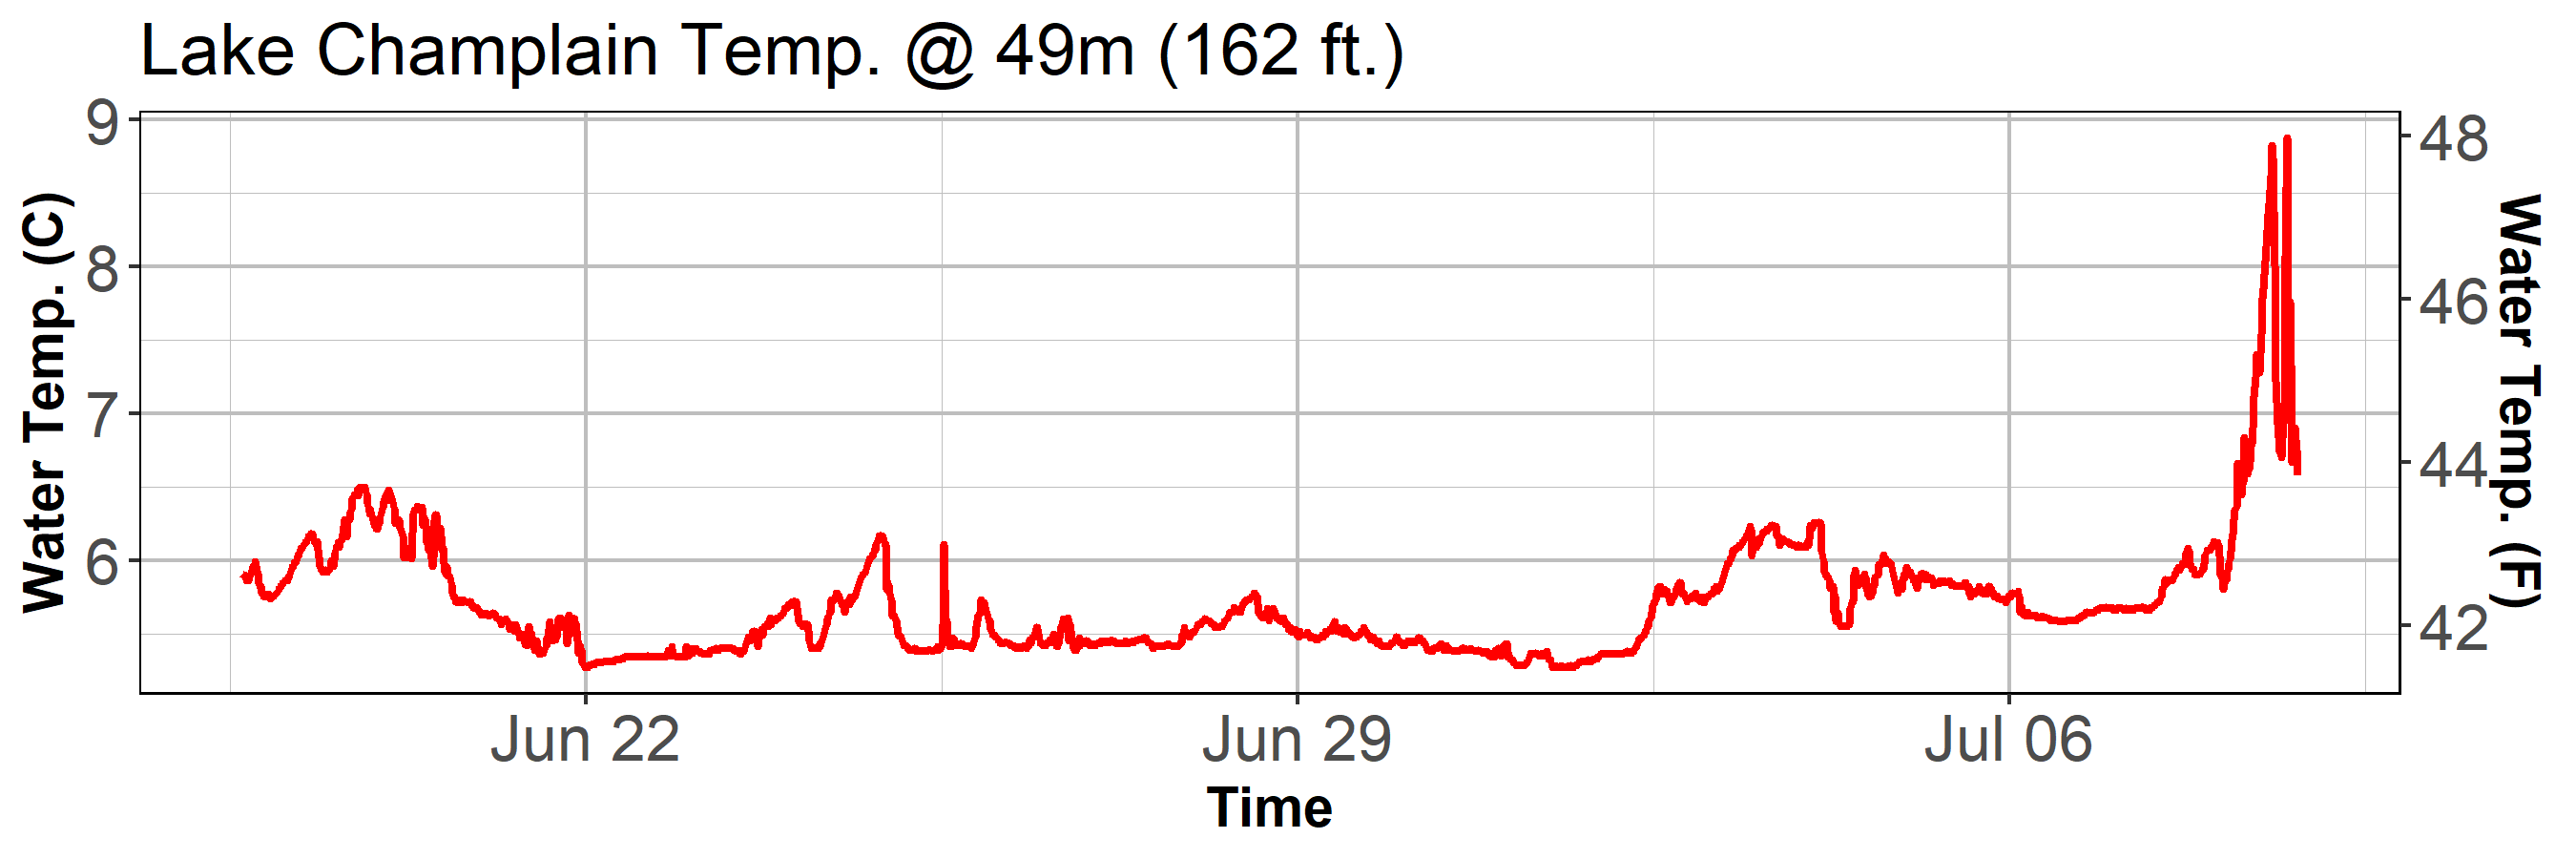 Lake Champlain Temp. @ 49m (162 ft.)
Water Temp. (C)
9
8
7
6
48
46
44
42
Water Temp. (F)
Jun 22
Jun 29
Jul 06
Time